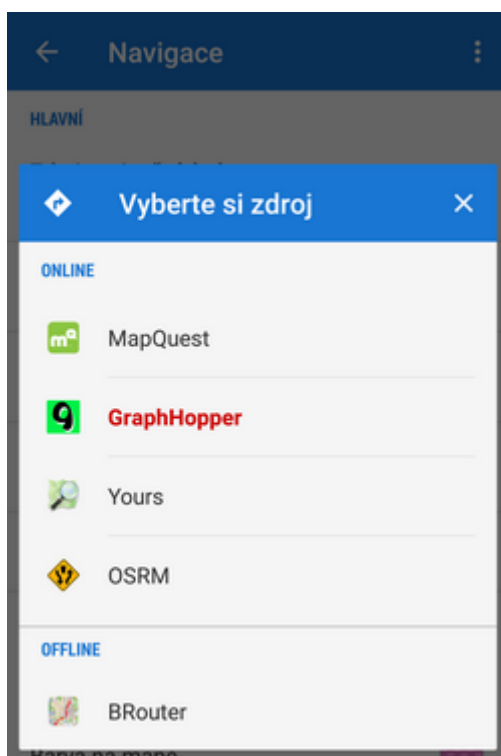 Navigace
HLAVNÍ
Vyberte si zdroj
ONLINE
MapQuest
GraphHopper
Yours
OSRM
OFFLINE
BRouter